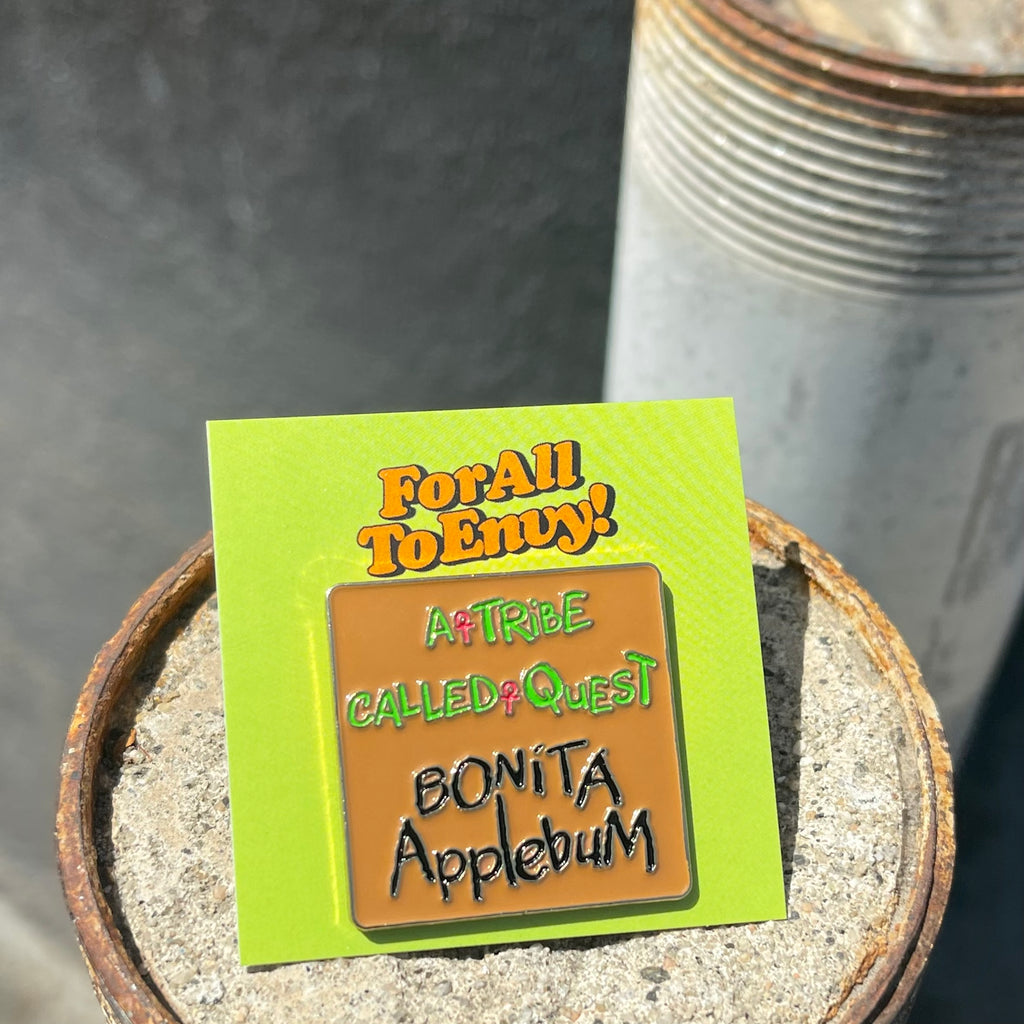 For All
To Envy!
A TRiBE
CALLED QuEST
BONiTA
ApplebuM